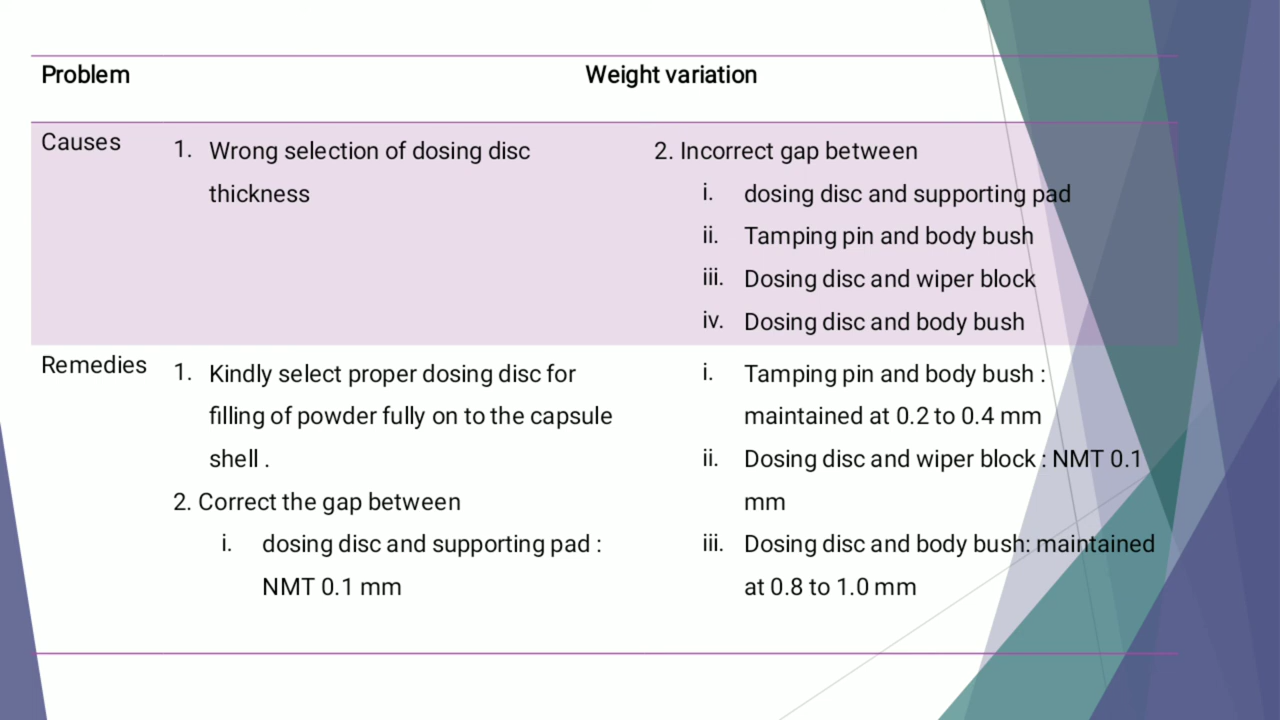 Problem
Weight variation
Causes
1. Wrong selection of dosing disc
thickness
2. Incorrect gap between
i. dosing disc and supporting pad
ii. Tamping pin and body bush
iii. Dosing disc and wiper block
iv. Dosing disc and body bush
Remedies
1. Kindly select proper dosing disc for
filling of powder fully on to the capsule
shell .
2. Correct the gap between
i. dosing disc and supporting pad :
NMT 0.1 mm
i. Tamping pin and body bush :
maintained at 0.2 to 0.4 mm
ii. Dosing disc and wiper block : NMT 0.1
mm
iii. Dosing disc and body bush: maintained
at 0.8 to 1.0 mm